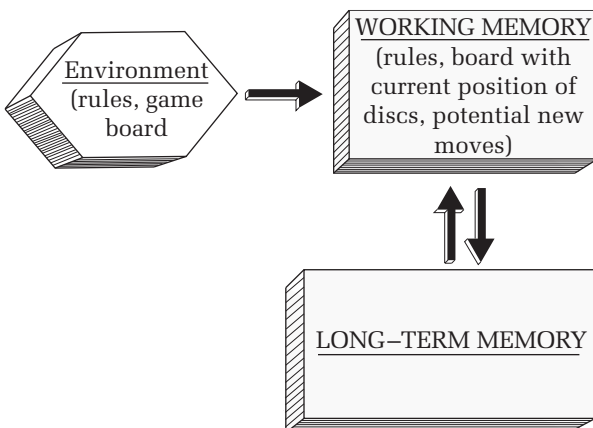 Environment
(rules, game
board
WORKING MEMORY
(rules, board with
current position of
discs, potential new
moves)
LONG–TERM MEMORY